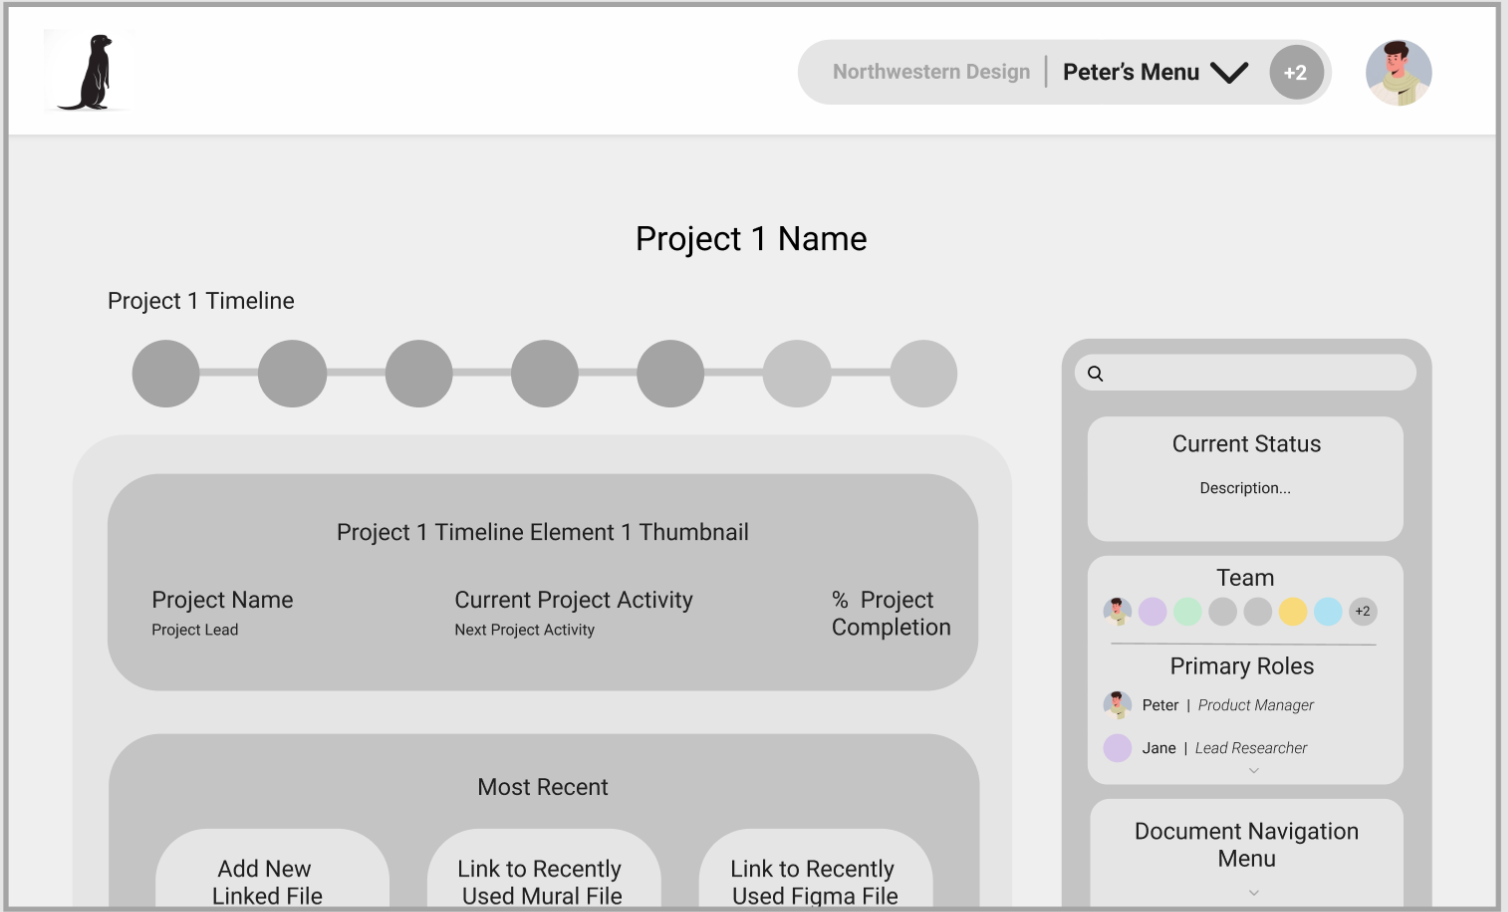 Northwestern Design | Peter's Menu +2
Project 1 Name
Project 1 Timeline
Project 1 Timeline Element 1 Thumbnail
Project Name
Project Lead
Current Project Activity
Next Project Activity
% Project
Completion
Most Recent
Add New
Linked File
Link to Recently
Used Mural File
Link to Recently
Used Figma File
Current Status
Description...
Team
+2
Primary Roles
Peter | Product Manager
Jane | Lead Researcher
Document Navigation
Menu